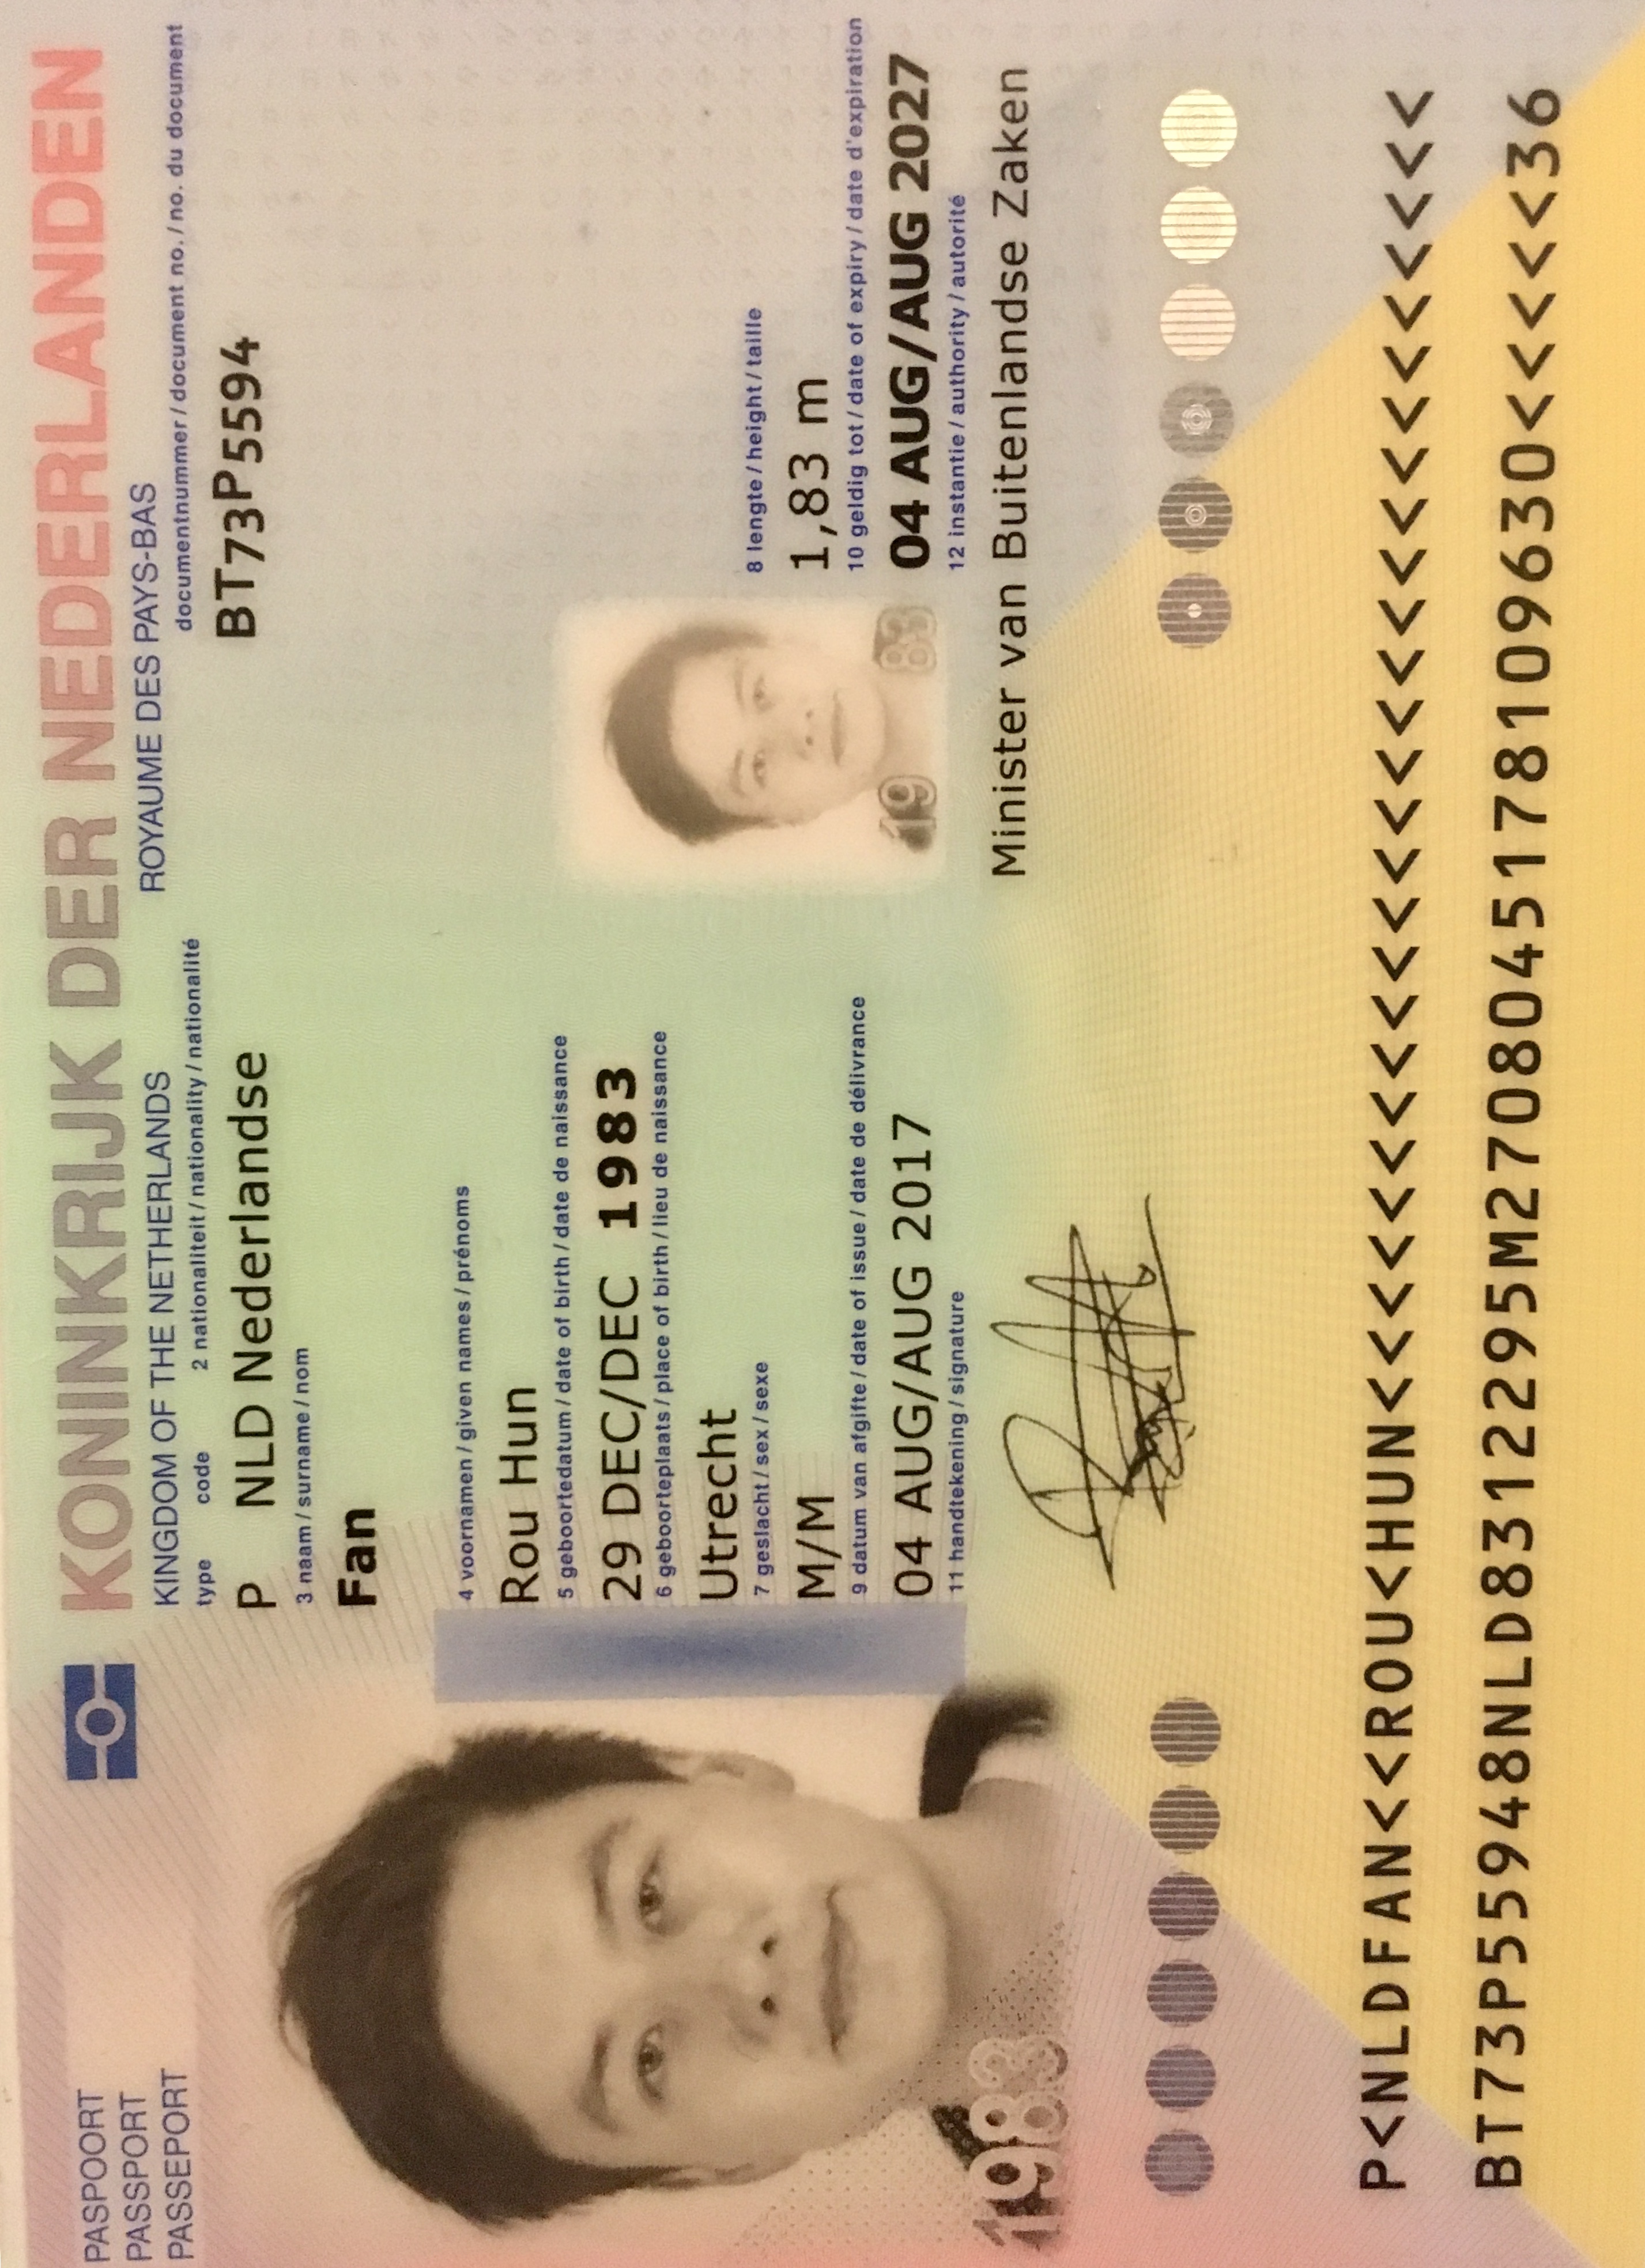 PASPOORT
PASSPORT
PASSEPORT
KONINKRIJK DER NEDERLANDEN
KINGDOM OF THE NETHERLANDS ROYAUME DES PAYS-BAS
type code 2 nationaliteit/nationality/nationalité documentnummer/document no./no. du document
P NLD Nederlandse BT73P5594
3 naam/surname/nom
Fan
4 voornamen/given names/prénoms
Rou Hun
5 geboortedatum/date of birth/date de naissance
29 DEC/DEC 1983
6 geboorteplaats/place of birth/lieu de naissance
Utrecht
7 geslacht/sex/sexe 8 lengte/height/taille
M/M 1,83 m
9 datum van afgifte/date of issue/date de délivrance 10 geldig tot/date of expiry/date d'expiration
04 AUG/AUG 2017 04 AUG/AUG 2027
11 handtekening/signature 12 instantie/authority/autorité
Minister van Buitenlandse Zaken
1983
19 83
P<NLDFAN<<ROU<HUN<<<<<<<<<<<<<<<<<<<<<<<<<<<
BT73P55948NLD8312295M2708045178109630<<<<<36